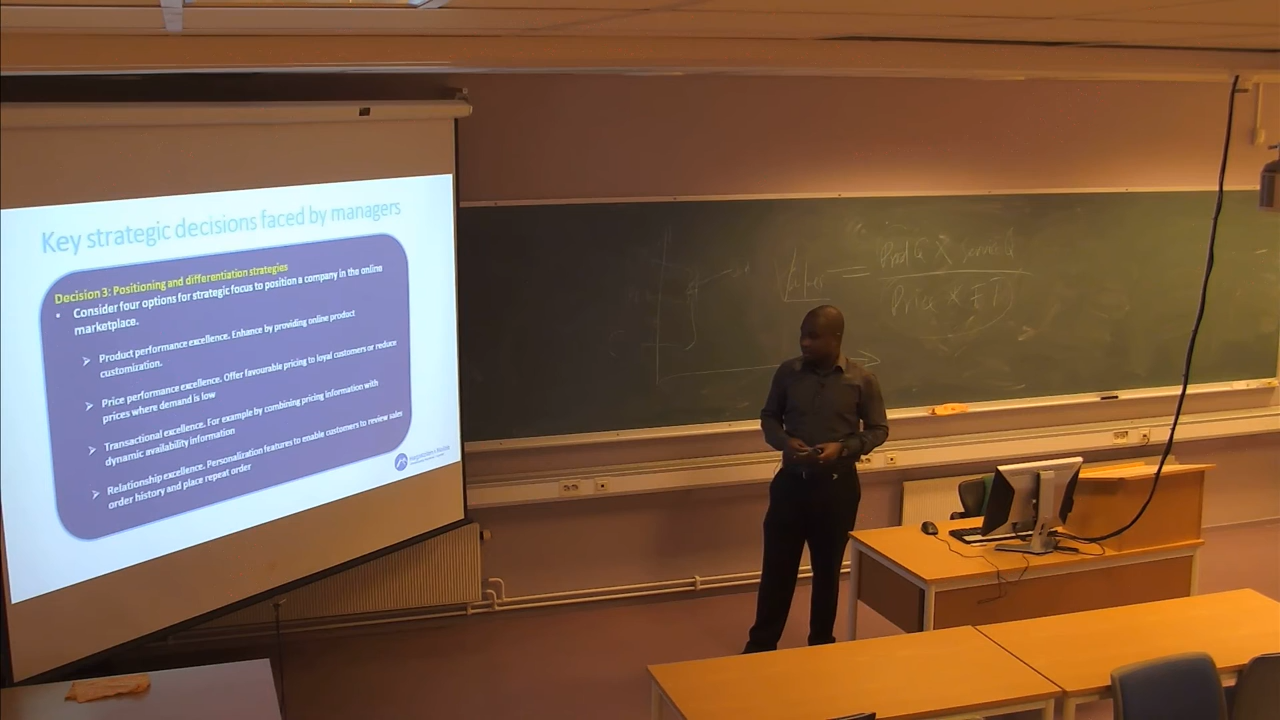 Key strategic decisions faced by managers
Decision 3: Positioning and differentiation strategies
• Consider four options for strategic focus to position a company in the online
marketplace.
➢ Product performance excellence. Enhance by providing online product
customization.
➢ Price performance excellence. Offer favourable pricing to loyal customers or reduce
prices where demand is low
➢ Transactional excellence. For example by combining pricing information with
dynamic availability information
➢ Relationship excellence. Personalization features to enable customers to review sales
order history and place repeat order
Prod Q X Service Q
=
Price X F T